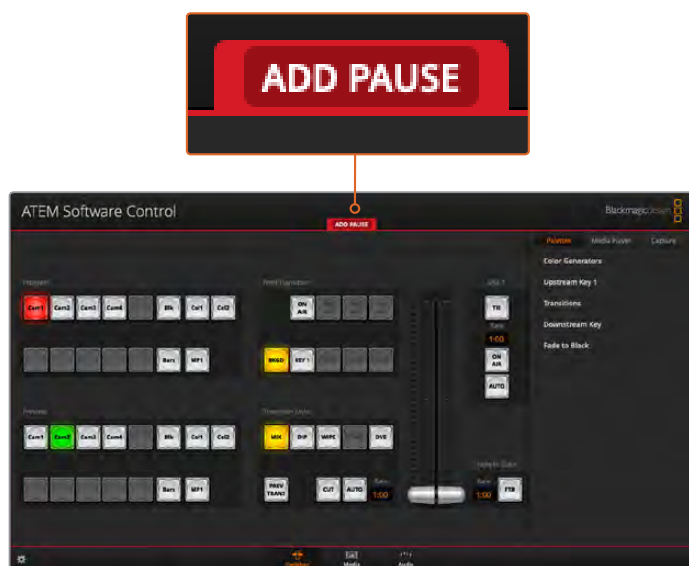 ADD PAUSE
ATEM Software Control
Blackmagicdesign
ADD PAUSE
Palettes Media Player Capture
Color Generators
Program Next Transition DSK 1
Upstream Key 1
Cam1 Cam2 Cam3 Cam4 Blk Col1 Col2 ON AIR TIE
Transitions
Rate
Downstream Key
1:00
Fade to Black
Bars MP1 BKGD KEY 1 ON AIR
AUTO
Preview Transition Style
Cam1 Cam2 Cam3 Cam4 Blk Col1 Col2 MIX DIP WIPE DVE
Fade to Black
Bars MP1 PREV TRANS CUT AUTO Rate 1:00 Rate 1:00 FTB
Switcher Media Audio